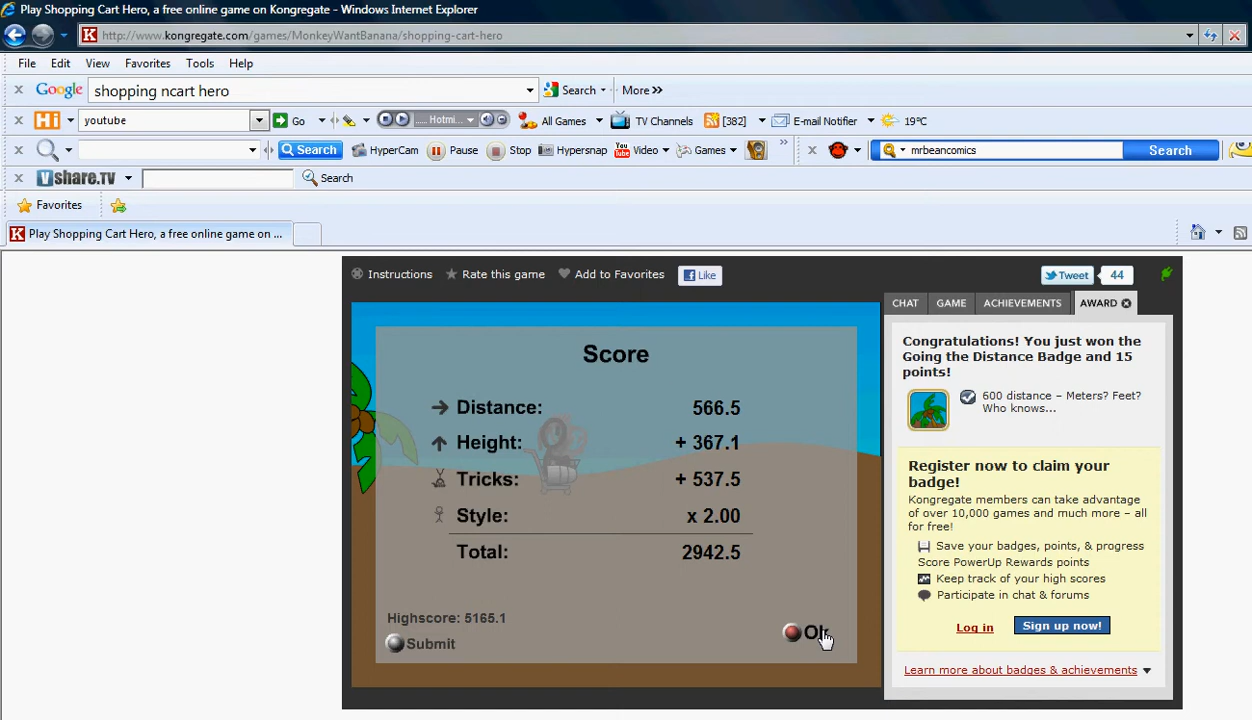 Play Shopping Cart Hero, a free online game on Kongregate - Windows Internet Explorer
K http://www.kongregate.com/games/MonkeyWantBanana/shopping-cart-hero
File Edit View Favorites Tools Help
x Google shopping ncart hero Search More »
x Hi youtube Go ..... Hotmi... All Games TV Channels [382] E-mail Notifier 19°C
x Search HyperCam Pause Stop Hypersnap You Tube Video Games » x mrbeancomics Search
x Vshare.tv Search
Favorites
K Play Shopping Cart Hero, a free online game on ...
Instructions Rate this game Add to Favorites Like Tweet 44
CHAT GAME ACHIEVEMENTS AWARD
Score
Distance: 566.5
Height: + 367.1
Tricks: + 537.5
Style: x 2.00
Total: 2942.5
Highscore: 5165.1
Submit
Ok
Congratulations! You just won the
Going the Distance Badge and 15
points!
600 distance – Meters? Feet?
Who knows...
Register now to claim your
badge!
Kongregate members can take advantage
of over 10,000 games and much more – all
for free!
Save your badges, points, & progress
Score PowerUp Rewards points
Keep track of your high scores
Participate in chat & forums
Log in Sign up now!
Learn more about badges & achievements